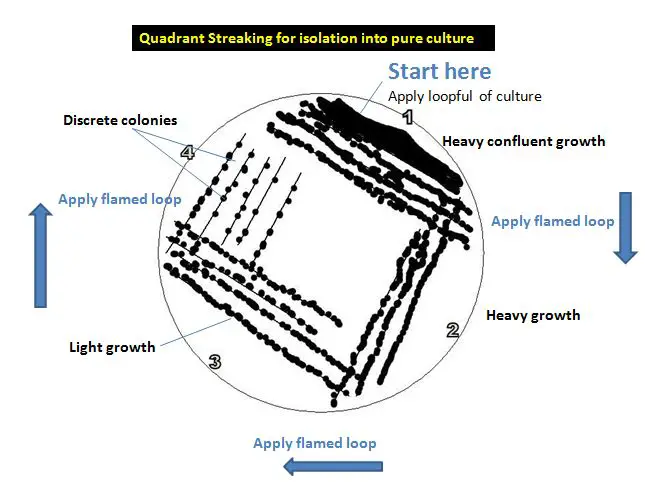 Quadrant Streaking for isolation into pure culture
Start here
Apply loopful of culture
1
Discrete colonies
Heavy confluent growth
4
Apply flamed loop
Apply flamed loop
Heavy growth
2
Light growth
3
Apply flamed loop